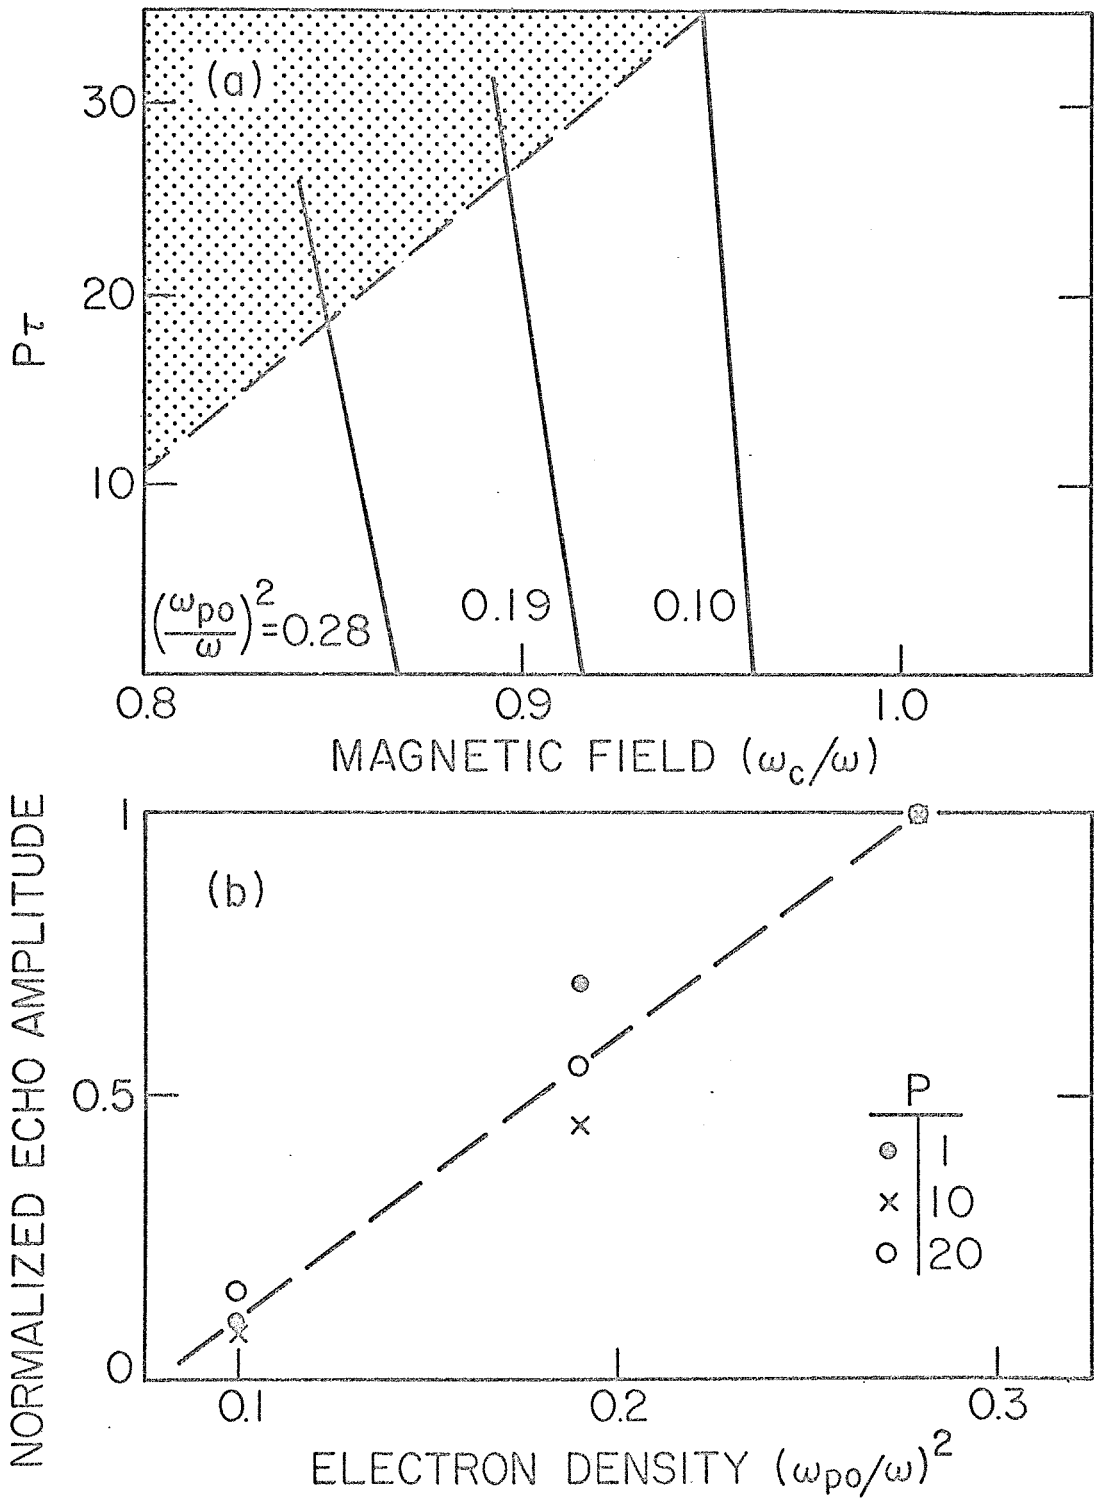 (a)
30
20
10
Pτ
(ωpo/ω)²=0.28
0.19
0.10
0.8
0.9
1.0
MAGNETIC FIELD (ωc/ω)
1
(b)
0.5
0
NORMALIZED ECHO AMPLITUDE
P
1
10
20
0.1
0.2
0.3
ELECTRON DENSITY (ωpo/ω)²